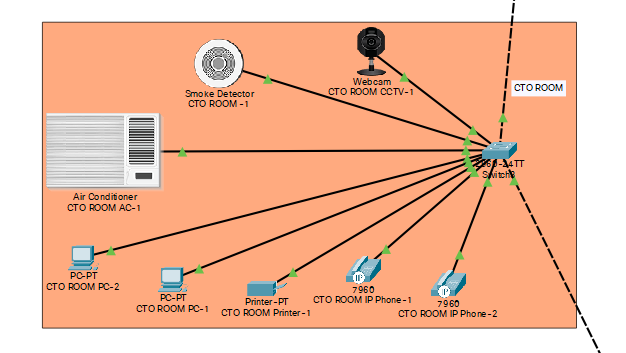 Smoke Detector
CTO ROOM -1
Webcam
CTO ROOM CCTV-1
CTO ROOM
2960-24TT
Switch3
Air Conditioner
CTO ROOM AC-1
PC-PT
CTO ROOM PC-2
PC-PT
CTO ROOM PC-1
Printer-PT
CTO ROOM Printer-1
IP
7960
CTO ROOM IP Phone-1
IP
7960
CTO ROOM IP Phone-2